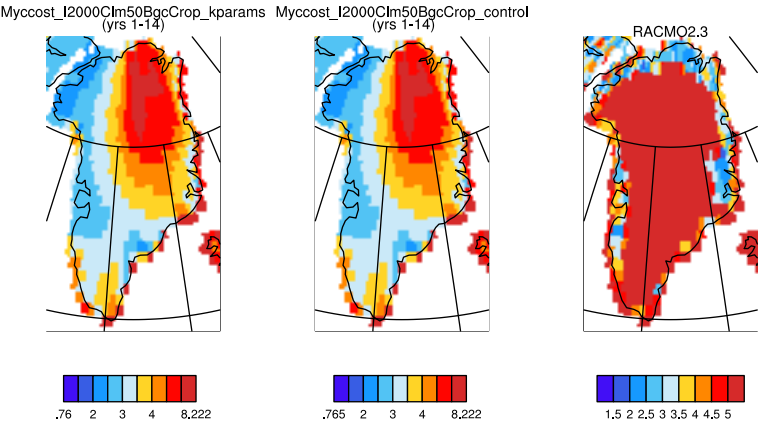 Myccost_I2000Clm50BgcCrop_kparams
(yrs 1-14)
Myccost_I2000Clm50BgcCrop_control
(yrs 1-14)
RACMO2.3
.76 2 3 4 8.222
.765 2 3 4 8.222
1.5 2 2.5 3 3.5 4 4.5 5